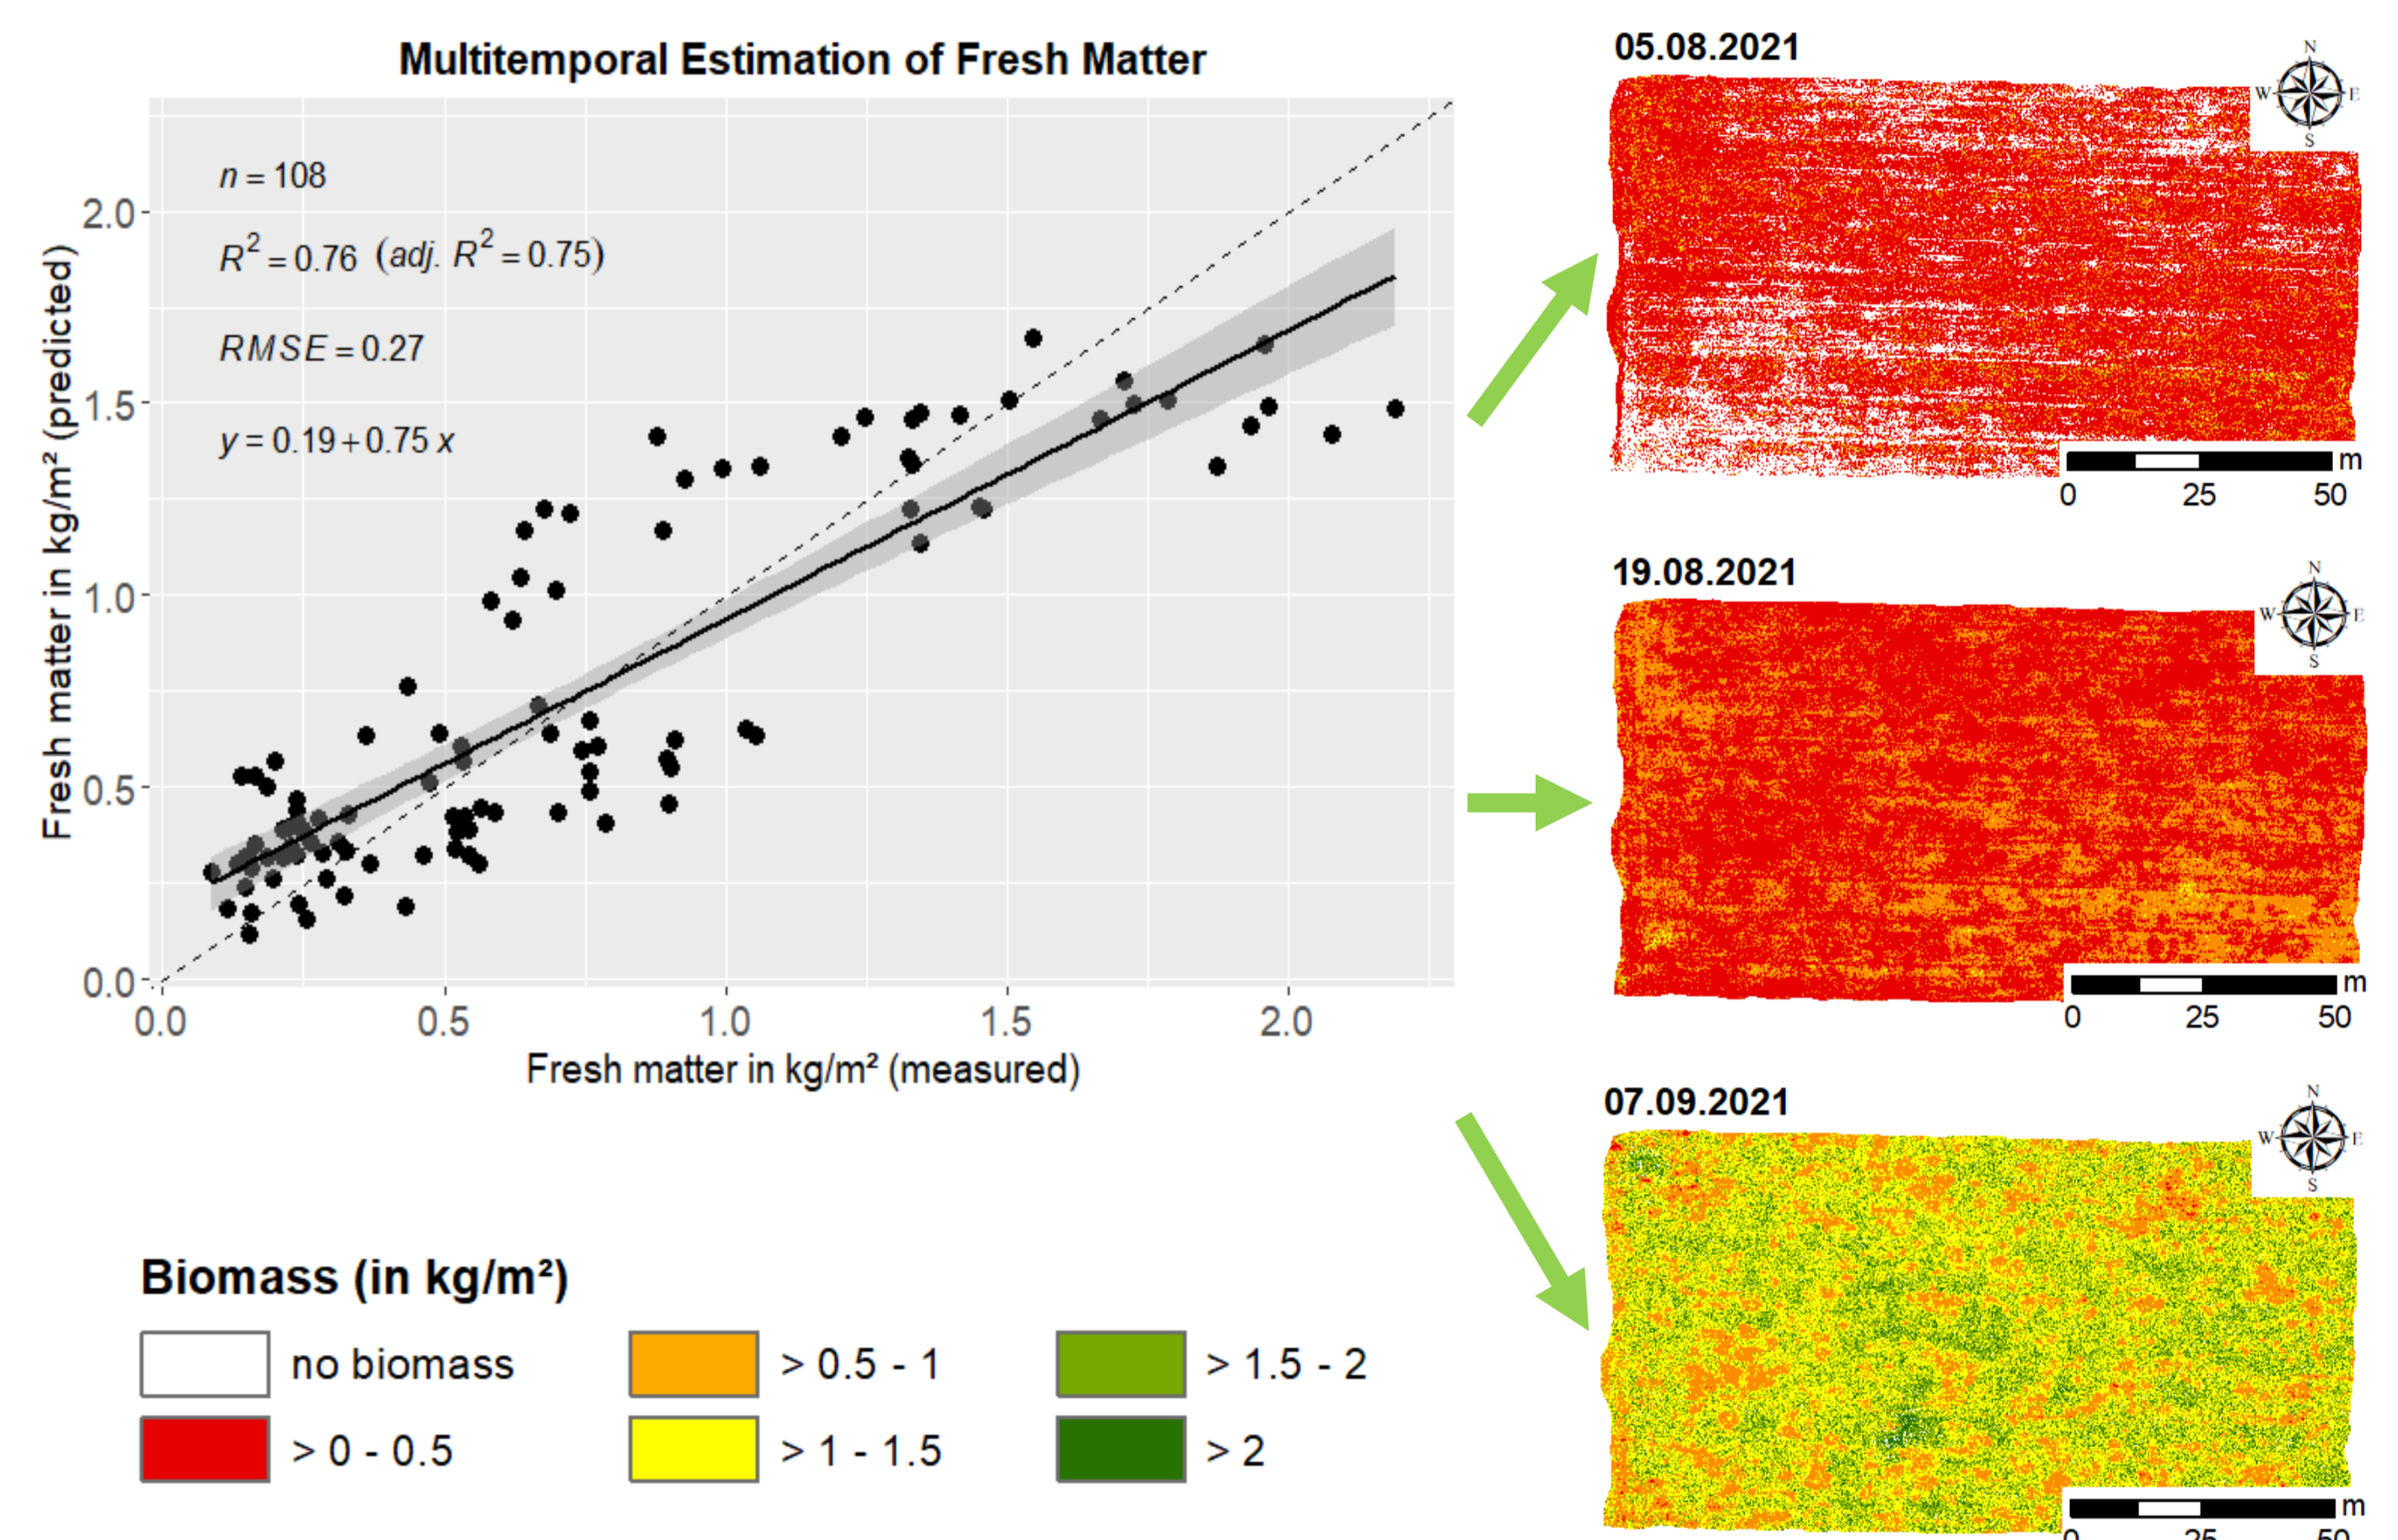 Multitemporal Estimation of Fresh Matter
n = 108
R² = 0.76 (adj. R² = 0.75)
RMSE = 0.27
y = 0.19 + 0.75 x
Fresh matter in kg/m² (predicted)
2.0
1.5
1.0
0.5
0.0
0.0 0.5 1.0 1.5 2.0
Fresh matter in kg/m² (measured)
Biomass (in kg/m²)
no biomass
> 0 - 0.5
> 0.5 - 1
> 1 - 1.5
> 1.5 - 2
> 2
05.08.2021
N
W E
S
m
0 25 50
19.08.2021
N
W E
S
m
0 25 50
07.09.2021
N
W E
S
m
0 25 50